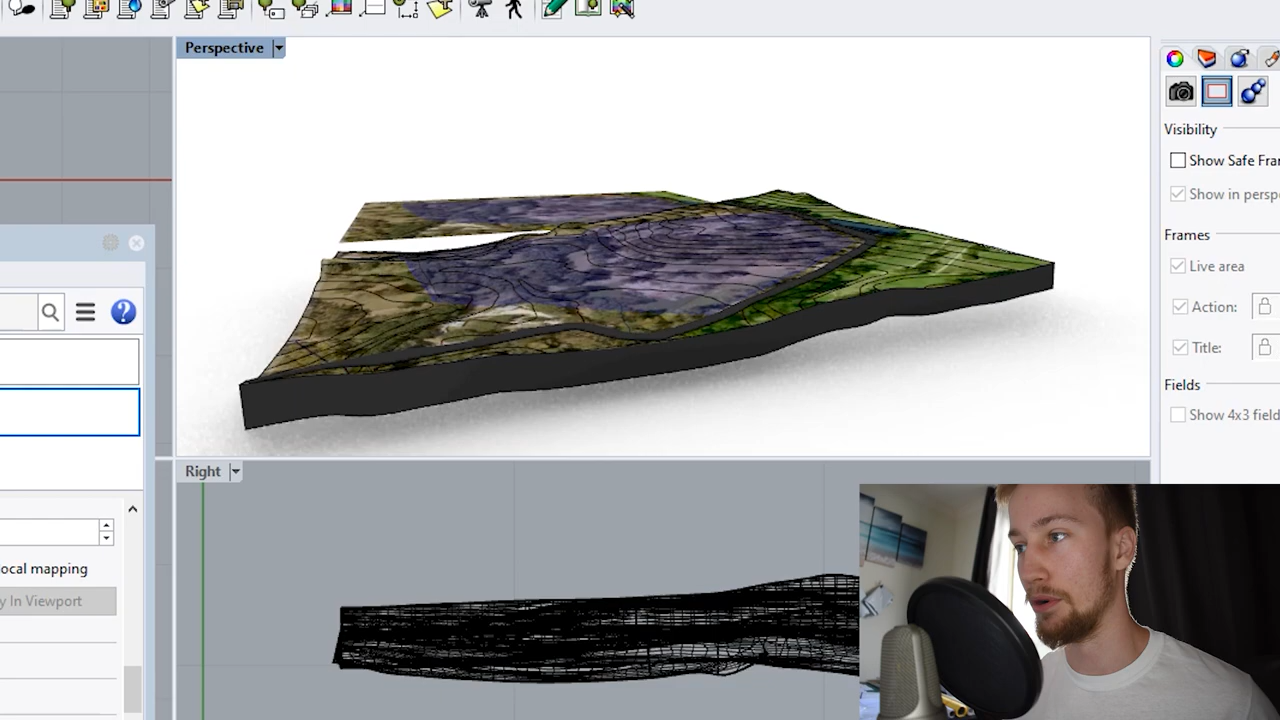 Perspective
Visibility
Show Safe Fra
Show in perspe
Frames
Live area
Action:
Title:
Fields
Show 4x3 field
Right
ocal mapping
y In Viewport